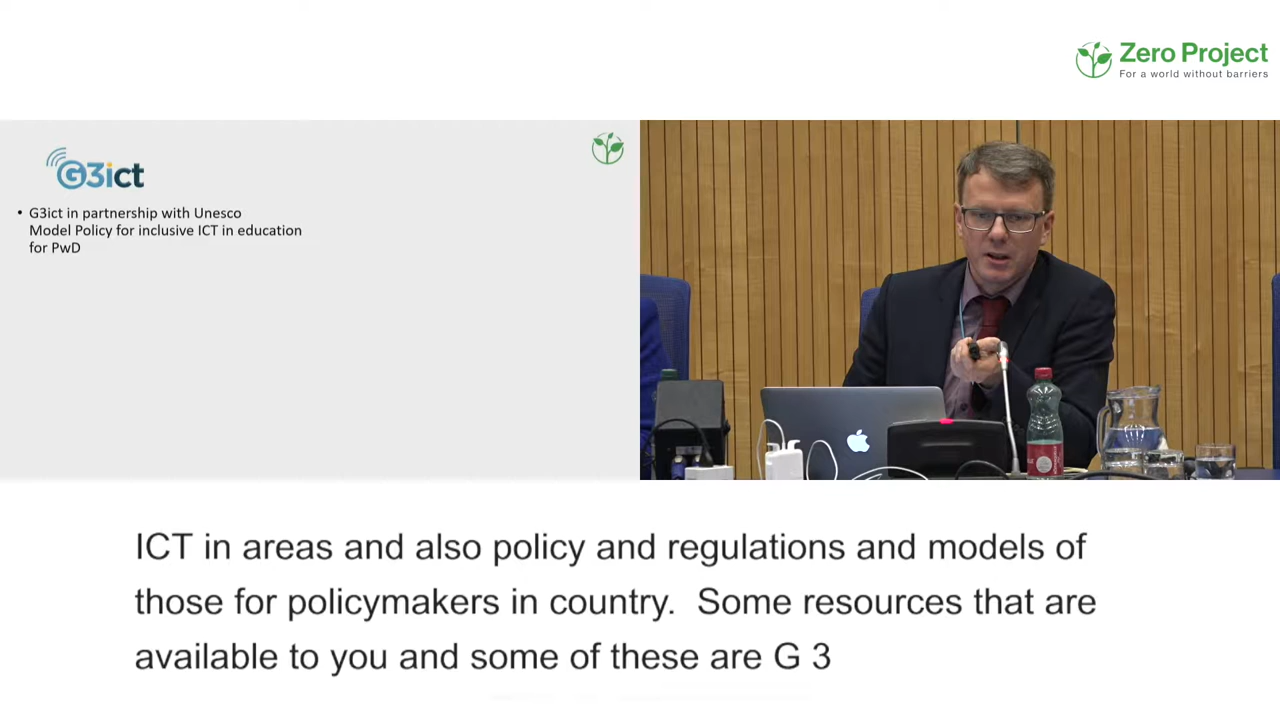 Zero Project
For a world without barriers
G3ict
• G3ict in partnership with Unesco
Model Policy for inclusive ICT in education
for PwD
ICT in areas and also policy and regulations and models of
those for policymakers in country.  Some resources that are
available to you and some of these are G 3